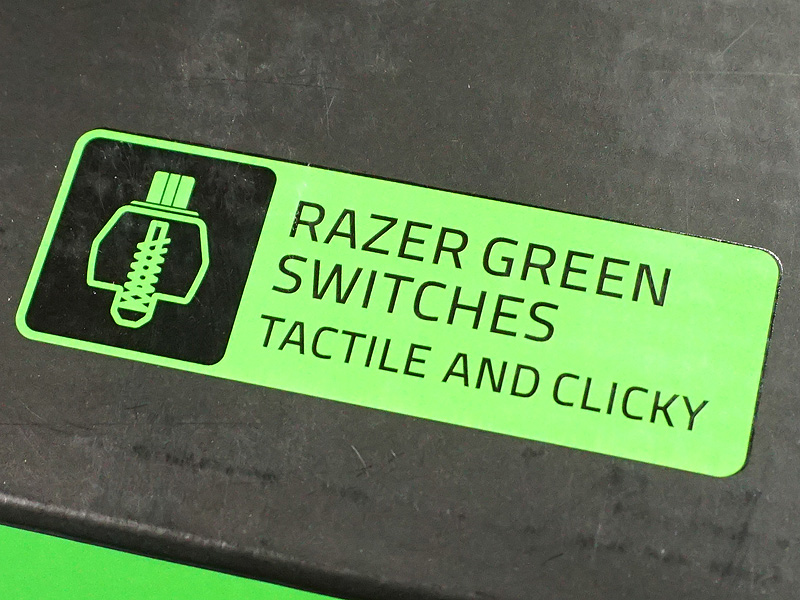 RAZER GREEN
SWITCHES
TACTILE AND CLICKY